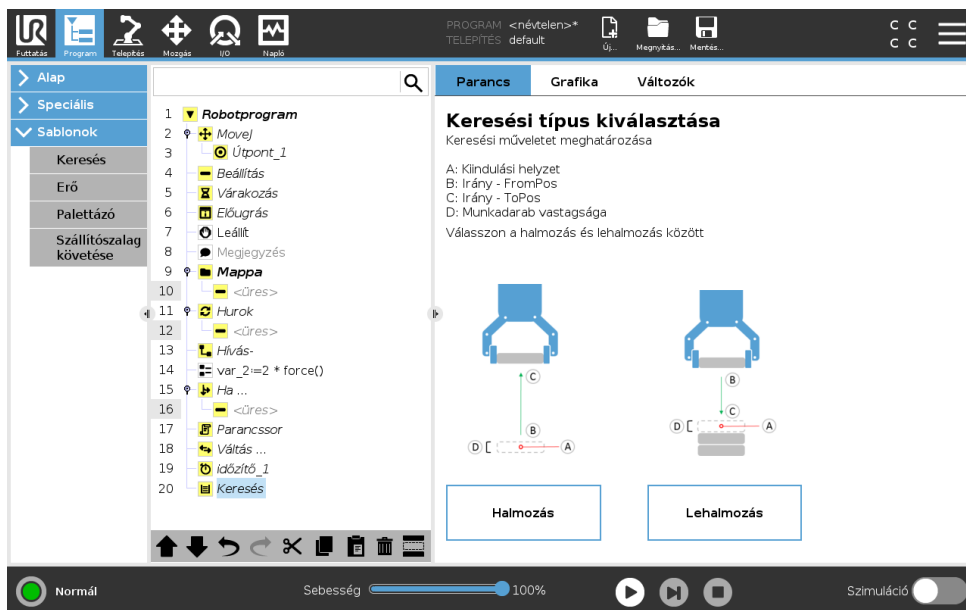 PROGRAM <névtelen>*
TELEPÍTÉS default
Futtatás
Program
Telepítés
Mozgás
I/O
Napló
Új...
Megnyitás...
Mentés...
C C
C C
Alap
Speciális
Sablonok
Keresés
Erő
Palettázó
Szállítószalag
követése
1 Robotprogram
2 MoveJ
3 Útpont_1
4 Beállítás
5 Várakozás
6 Előugrás
7 Leállít
8 Megjegyzés
9 Mappa
10 <üres>
11 Hurok
12 <üres>
13 Hívás-
14 var_2:=2 * force()
15 Ha ...
16 <üres>
17 Parancssor
18 Váltás ...
19 időzítő_1
20 Keresés
Parancs Grafika Változók
Keresési típus kiválasztása
Keresési műveletet meghatározása
A: Kiindulási helyzet
B: Irány - FromPos
C: Irány - ToPos
D: Munkadarab vastagsága
Válasszon a halmozás és lehalmozás között
C
B
D
A
B
C
D
A
Halmozás
Lehalmozás
Normál
Sebesség
100%
Szimuláció